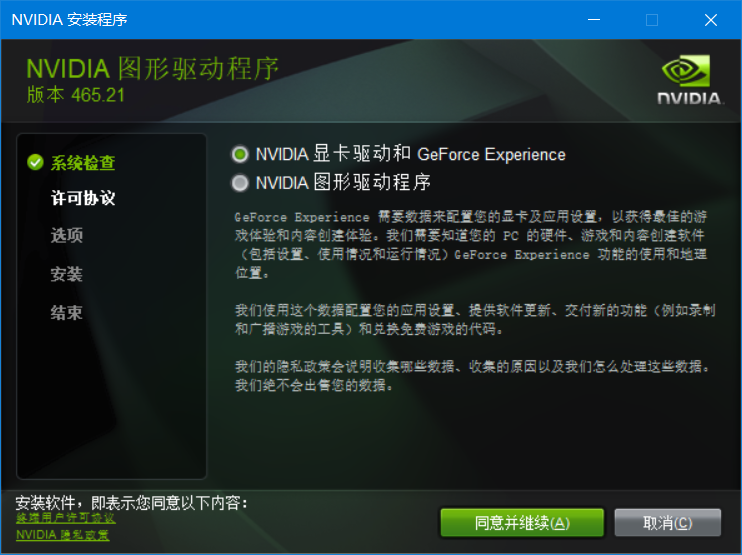 NVIDIA 安装程序
NVIDIA 图形驱动程序
版本 465.21
NVIDIA.
系统检查
许可协议
选项
安装
结束
NVIDIA 显卡驱动和 GeForce Experience
NVIDIA 图形驱动程序
GeForce Experience 需要数据来配置您的显卡及应用设置，以获得最佳的游
戏体验和内容创建体验。我们需要知道您的 PC 的硬件、游戏和内容创建软件
（包括设置、使用情况和运行情况）GeForce Experience 功能的使用和地理
位置。
我们使用这个数据配置您的应用设置、提供软件更新、交付新的功能（例如录制
和广播游戏的工具）和兑换免费游戏的代码。
我们的隐私政策会说明收集哪些数据、收集的原因以及我们怎么处理这些数据。
我们绝不会出售您的数据。
安装软件，即表示您同意以下内容：
终端用户许可协议
NVIDIA 隐私政策
同意并继续(A)
取消(C)